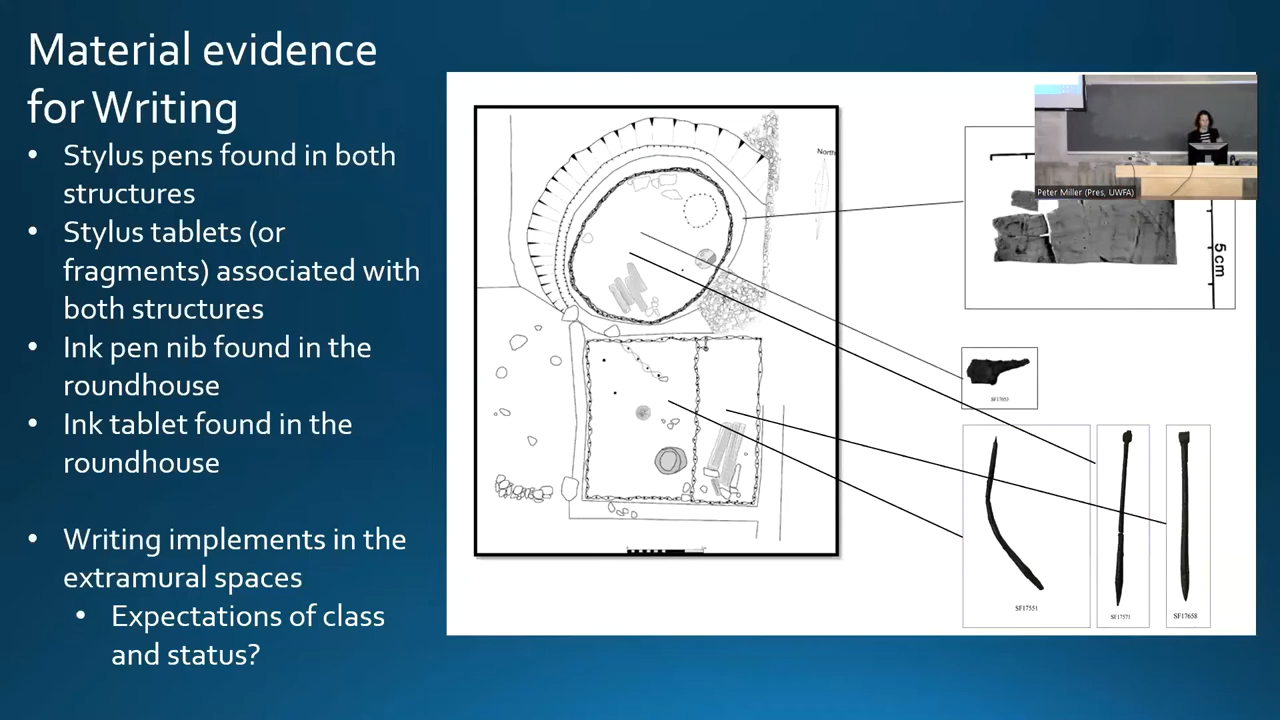 Material evidence
for Writing
• Stylus pens found in both
structures
• Stylus tablets (or
fragments) associated with
both structures
• Ink pen nib found in the
roundhouse
• Ink tablet found in the
roundhouse
• Writing implements in the
extramural spaces
• Expectations of class
and status?
North
Peter Miller (Pres, UWFA)
5 cm
SF17653
SF17551
SF17571
SF17658